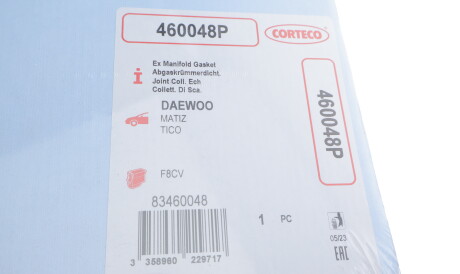 460048P
CORTECO
Ex Manifold Gasket
Abgaskrümmerdicht.
Joint Coll. Ech
Collett. Di Sca.
460048P
DAEWOO
MATIZ
TICO
F8CV
83460048
1 PC
05/23
EAC
3 358960 229717